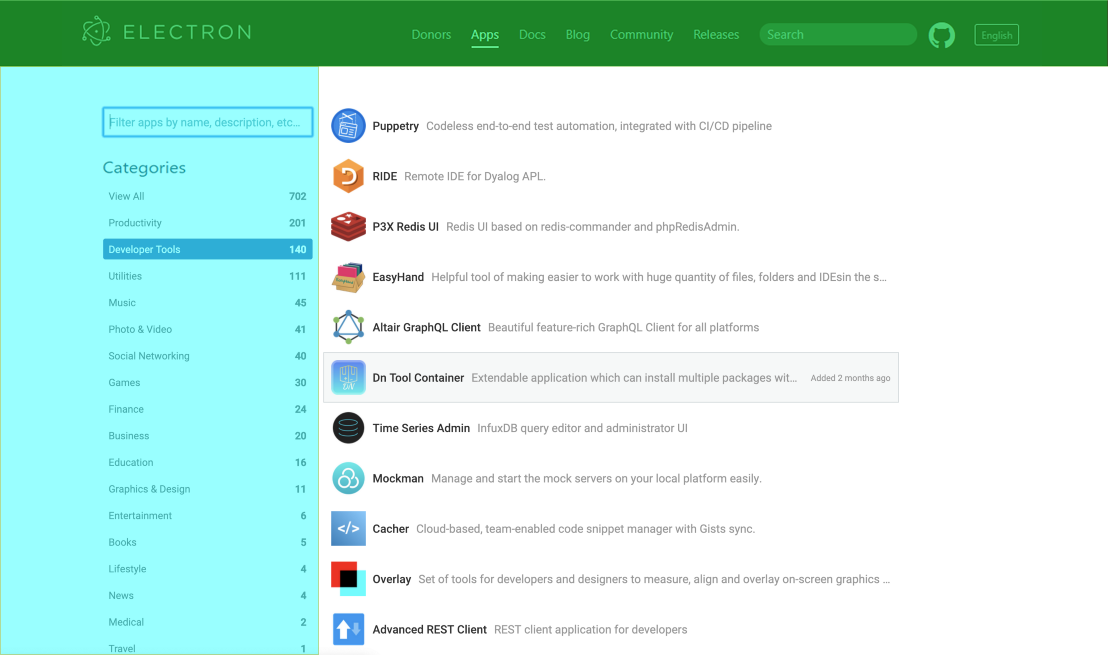 ELECTRON
Donors Apps Docs Blog Community Releases Search English
Filter apps by name, description, etc...
Categories
View All 702
Productivity 201
Developer Tools 140
Utilities 111
Music 45
Photo & Video 41
Social Networking 40
Games 30
Finance 24
Business 20
Education 16
Graphics & Design 11
Entertainment 6
Books 5
Lifestyle 4
News 4
Medical 2
Travel 1
Puppetry Codeless end-to-end test automation, integrated with CI/CD pipeline
RIDE Remote IDE for Dyalog APL.
P3X Redis UI Redis UI based on redis-commander and phpRedisAdmin.
EasyHand Helpful tool of making easier to work with huge quantity of files, folders and IDEsin the s...
Altair GraphQL Client Beautiful feature-rich GraphQL Client for all platforms
Dn Tool Container Extendable application which can install multiple packages wit... Added 2 months ago
Time Series Admin InfuxDB query editor and administrator UI
Mockman Manage and start the mock servers on your local platform easily.
</> Cacher Cloud-based, team-enabled code snippet manager with Gists sync.
Overlay Set of tools for developers and designers to measure, align and overlay on-screen graphics ...
Advanced REST Client REST client application for developers